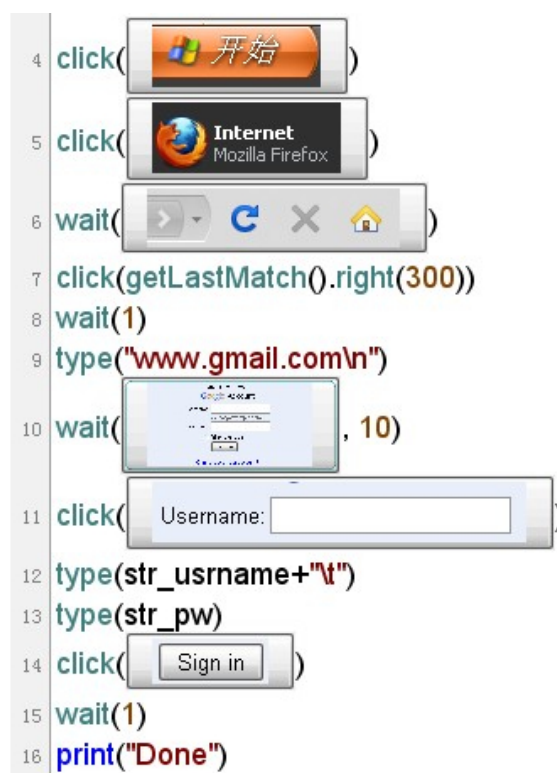 4 click( 开始 )
5 click( Internet
Mozilla Firefox )
6 wait( )
7 click(getLastMatch().right(300))
8 wait(1)
9 type("www.gmail.com\n")
10 wait( , 10)
11 click( Username: )
12 type(str_usrname+"\t")
13 type(str_pw)
14 click( Sign in )
15 wait(1)
16 print("Done")